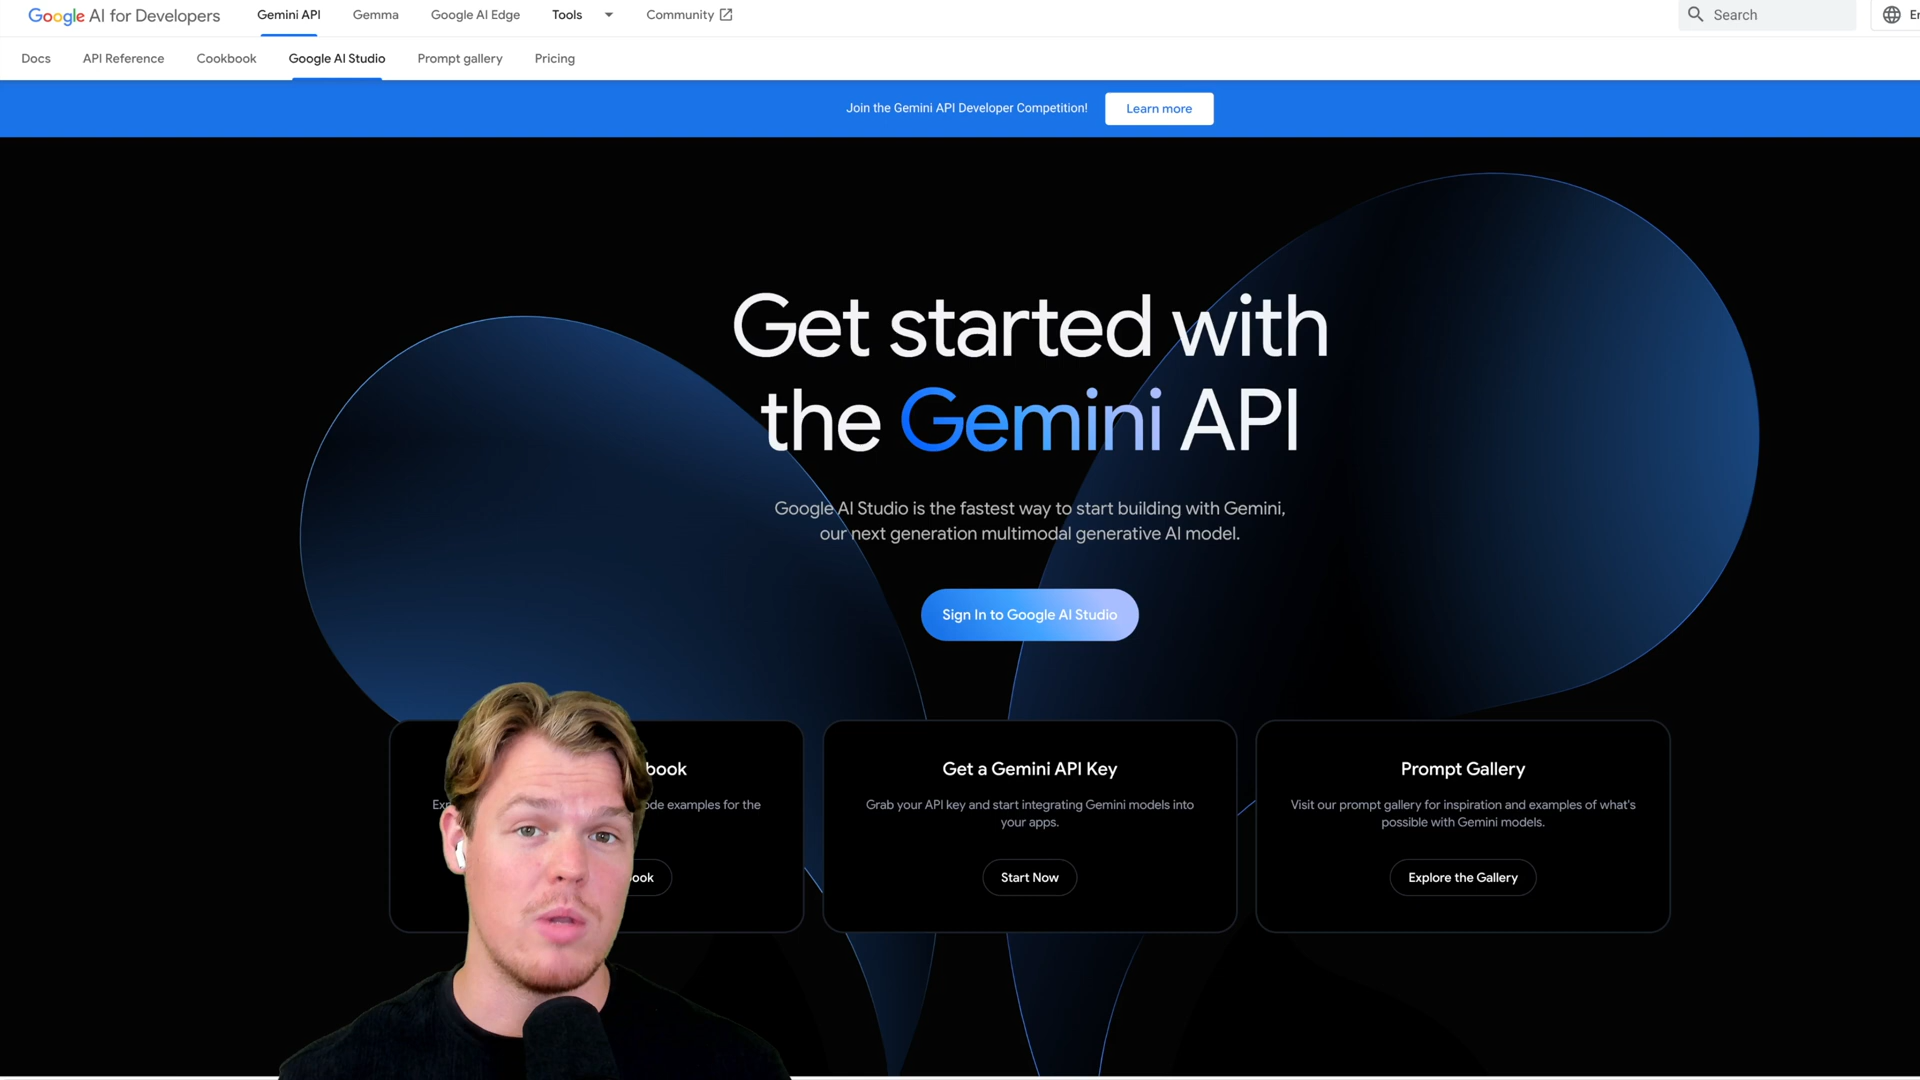 Google AI for Developers
Gemini API
Gemma
Google AI Edge
Tools
Community
Search
Docs
API Reference
Cookbook
Google AI Studio
Prompt gallery
Pricing
Join the Gemini API Developer Competition!
Learn more
Get started with
the Gemini API
Google AI Studio is the fastest way to start building with Gemini,
our next generation multimodal generative AI model.
Sign In to Google AI Studio
examples for the
Get a Gemini API Key
Grab your API key and start integrating Gemini models into
your apps.
Start Now
Prompt Gallery
Visit our prompt gallery for inspiration and examples of what's
possible with Gemini models.
Explore the Gallery